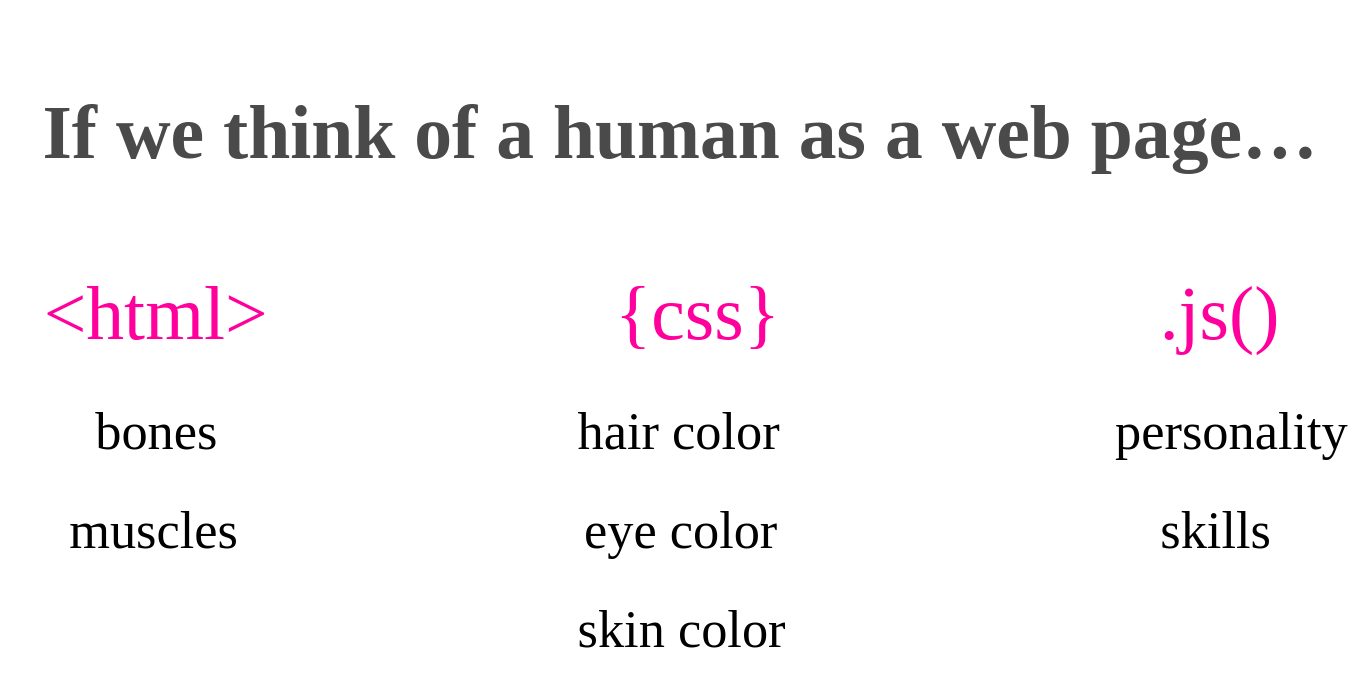 If we think of a human as a web page…
<html> {css} .js()
bones hair color personality
muscles eye color skills
skin color